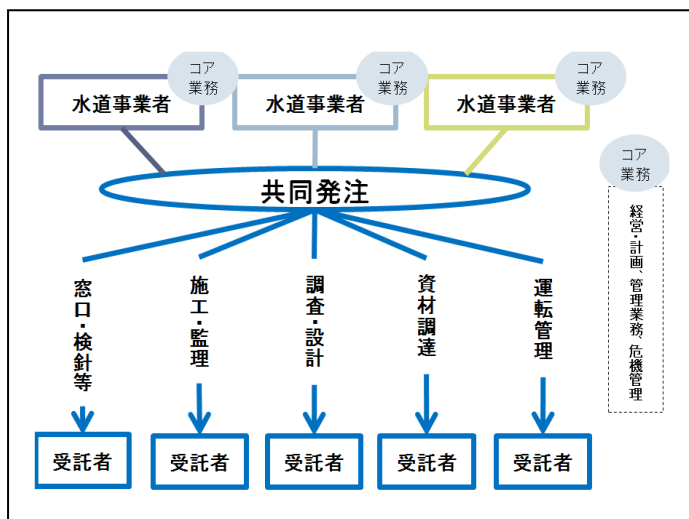 コア
業務
水道事業者
コア
業務
水道事業者
コア
業務
水道事業者
共同発注
コア
業務
経営・計画、管理業務、危機管理
窓口・検針等
施工・監理
調査・設計
資材調達
運転管理
受託者
受託者
受託者
受託者
受託者